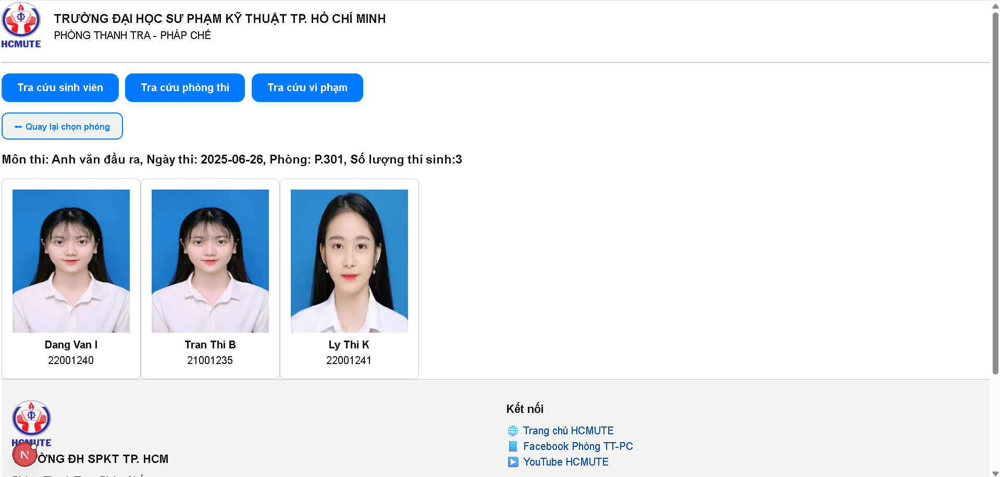 HCMUTE
TRƯỜNG ĐẠI HỌC SƯ PHẠM KỸ THUẬT TP. HỒ CHÍ MINH
PHÒNG THANH TRA - PHÁP CHẾ
Tra cứu sinh viên
Tra cứu phòng thi
Tra cứu vi phạm
← Quay lại chọn phòng
Môn thi: Anh văn đầu ra, Ngày thi: 2025-06-26, Phòng: P.301, Số lượng thí sinh:3
Dang Van I
22001240
Tran Thi B
21001235
Ly Thi K
22001241
HCMUTE
ƯỜNG ĐH SPKT TP. HCM
N
Kết nối
Trang chủ HCMUTE
Facebook Phòng TT-PC
YouTube HCMUTE